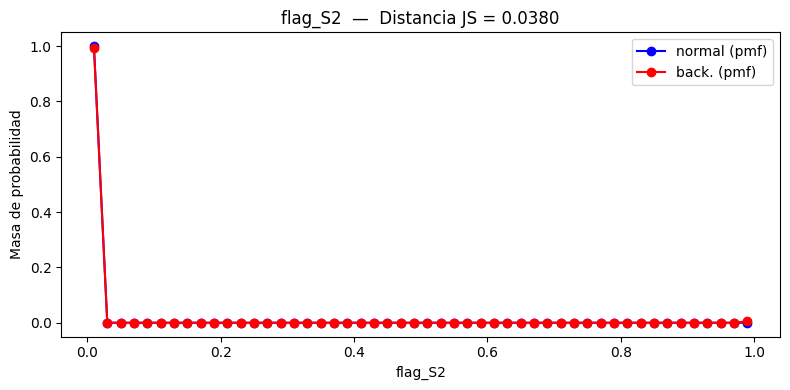 flag_S2 — Distancia JS = 0.0380
normal (pmf)
back. (pmf)
Masa de probabilidad
1.0
0.8
0.6
0.4
0.2
0.0
0.0 0.2 0.4 0.6 0.8 1.0
flag_S2